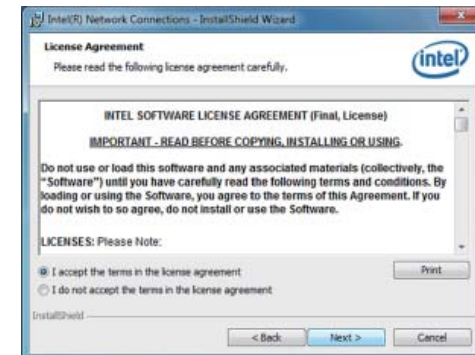 Intel(R) Network Connections - InstallShield Wizard
License Agreement
Please read the following license agreement carefully.
intel
INTEL SOFTWARE LICENSE AGREEMENT (Final, License)
IMPORTANT - READ BEFORE COPYING, INSTALLING OR USING.
Do not use or load this software and any associated materials (collectively, the
"Software") until you have carefully read the following terms and conditions. By
loading or using the Software, you agree to the terms of this Agreement. If you
do not wish to so agree, do not install or use the Software.
LICENSES: Please Note:
I accept the terms in the license agreement
Print
I do not accept the terms in the license agreement
InstallShield
< Back
Next >
Cancel